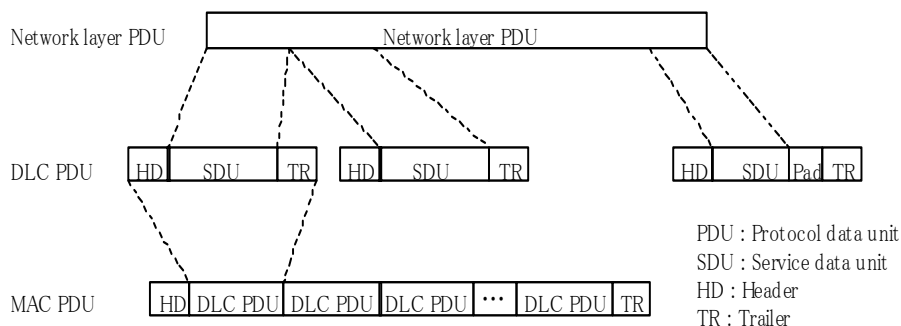 Network layer PDU
Network layer PDU
DLC PDU
HD SDU TR
HD SDU TR
HD SDU Pad TR
PDU : Protocol data unit
SDU : Service data unit
HD : Header
TR : Trailer
MAC PDU
HD DLC PDU DLC PDU DLC PDU ... DLC PDU TR